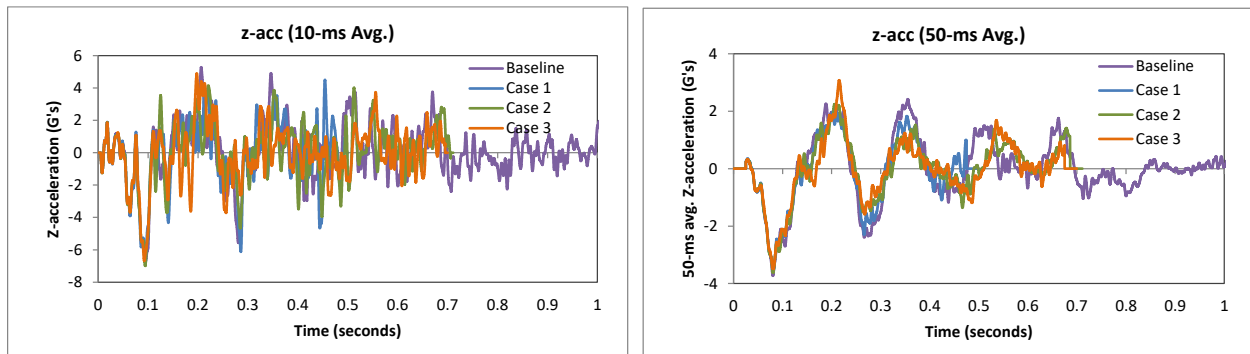 z-acc (10-ms Avg.)
Z-acceleration (G's)
6
4
2
0
-2
-4
-6
-8
Baseline
Case 1
Case 2
Case 3
0 0.1 0.2 0.3 0.4 0.5 0.6 0.7 0.8 0.9 1
Time (seconds)
z-acc (50-ms Avg.)
50-ms avg. Z-acceleration (G's)
4
2
0
-2
-4
Baseline
Case 1
Case 2
Case 3
0 0.1 0.2 0.3 0.4 0.5 0.6 0.7 0.8 0.9 1
Time (seconds)